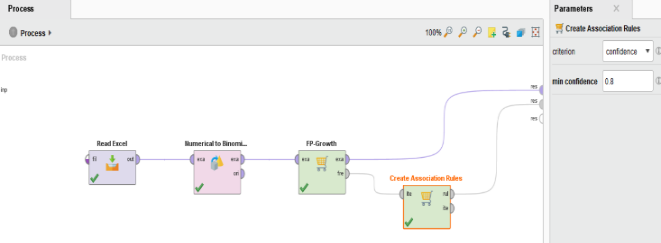 Process
Parameters X
Process
100%
Create Association Rules
Process
criterion confidence
inp
min confidence 0.8
res
res
res
Read Excel
Numerical to Binomi...
FP-Growth
fil out
exa exa
ori
exa exa
fre
Create Association Rules
ite rul
ite